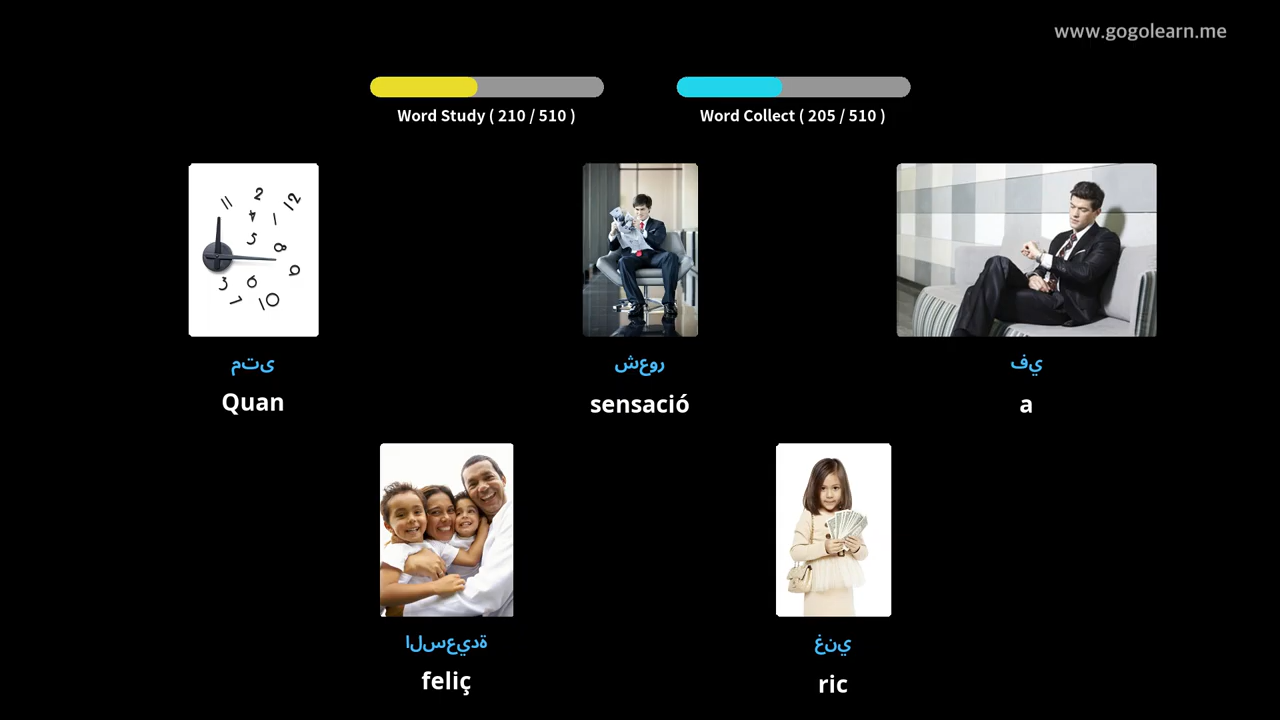 www.gogolearn.me
Word Study ( 210 / 510 )
Word Collect ( 205 / 510 )
متى
Quan
شعور
sensació
في
a
السعيدة
feliç
غني
ric